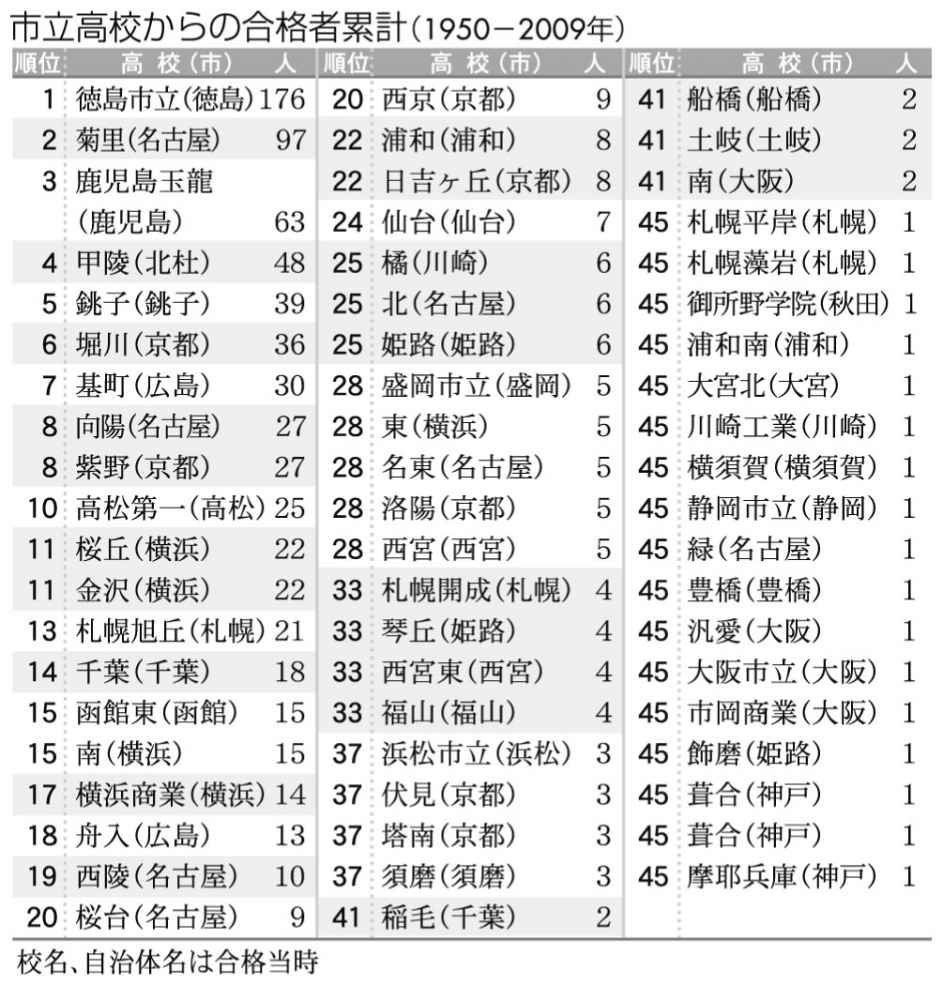 市立高校からの合格者累計(1950－2009年)
順位 高校(市) 人
1 徳島市立(徳島) 176
2 菊里(名古屋) 97
3 鹿児島玉龍
(鹿児島) 63
4 甲陵(北杜) 48
5 銚子(銚子) 39
6 堀川(京都) 36
7 基町(広島) 30
8 向陽(名古屋) 27
8 紫野(京都) 27
10 高松第一(高松) 25
11 桜丘(横浜) 22
11 金沢(横浜) 22
13 札幌旭丘(札幌) 21
14 千葉(千葉) 18
15 函館東(函館) 15
15 南(横浜) 15
17 横浜商業(横浜) 14
18 舟入(広島) 13
19 西陵(名古屋) 10
20 桜台(名古屋) 9
順位 高校(市) 人
20 西京(京都) 9
22 浦和(浦和) 8
22 日吉ヶ丘(京都) 8
24 仙台(仙台) 7
25 橘(川崎) 6
25 北(名古屋) 6
25 姫路(姫路) 6
28 盛岡市立(盛岡) 5
28 東(横浜) 5
28 名東(名古屋) 5
28 洛陽(京都) 5
28 西宮(西宮) 5
33 札幌開成(札幌) 4
33 琴丘(姫路) 4
33 西宮東(西宮) 4
33 福山(福山) 4
37 浜松市立(浜松) 3
37 伏見(京都) 3
37 塔南(京都) 3
37 須磨(須磨) 3
41 稲毛(千葉) 2
順位 高校(市) 人
41 船橋(船橋) 2
41 土岐(土岐) 2
41 南(大阪) 2
45 札幌平岸(札幌) 1
45 札幌藻岩(札幌) 1
45 御所野学院(秋田) 1
45 浦和南(浦和) 1
45 大宮北(大宮) 1
45 川崎工業(川崎) 1
45 横須賀(横須賀) 1
45 静岡市立(静岡) 1
45 緑(名古屋) 1
45 豊橋(豊橋) 1
45 汎愛(大阪) 1
45 大阪市立(大阪) 1
45 市岡商業(大阪) 1
45 飾磨(姫路) 1
45 葺合(神戸) 1
45 葺合(神戸) 1
45 摩耶兵庫(神戸) 1
校名、自治体名は合格当時